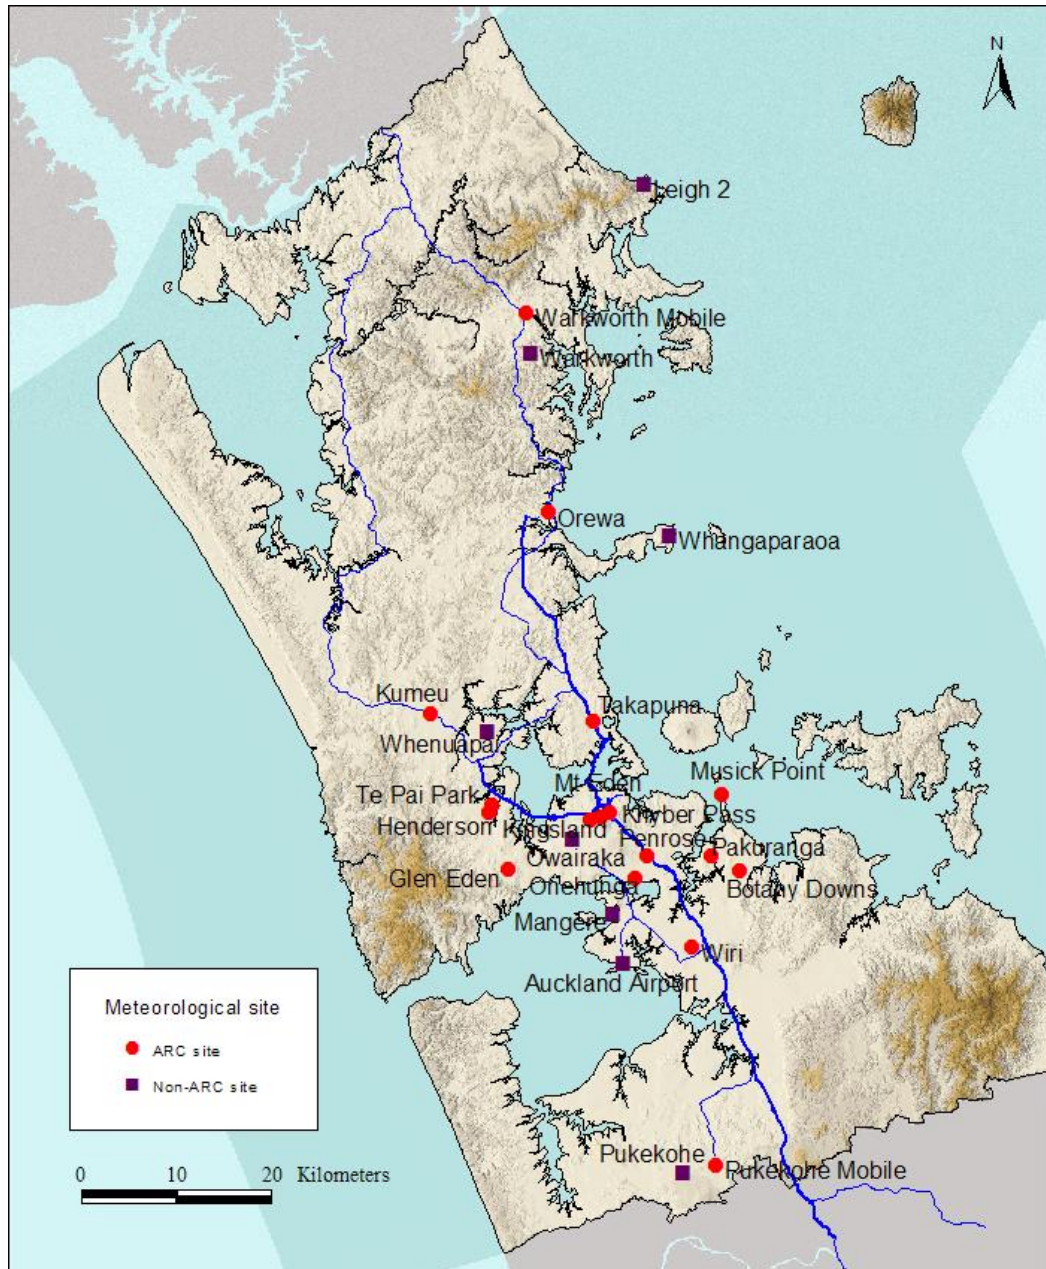 N
Leigh 2
Warkworth Mobile
Warkworth
Orewa
Whangaparaoa
Kumeu
Takapuna
Whenuapai
Musick Point
Mt Eden
Te Pai Park
Henderson
Kingsland
Khyber Pass
Penrose
Pakuranga
Owairaka
Glen Eden
Onehunga
Botany Downs
Mangere
Wiri
Auckland Airport
Meteorological site
ARC site
Non-ARC site
Pukekohe
Pukekohe Mobile
0 10 20 Kilometers